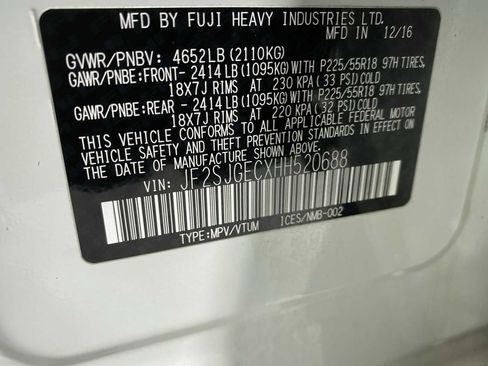 MFD BY FUJI HEAVY INDUSTRIES LTD.
MFD IN 12/16
GVWR/PNBV: 4652LB (2110KG)
GAWR/PNBE:FRONT- 2414LB (1095KG) WITH P225/55R18 97H TIRES,
18X7J RIMS AT 230 KPA (33 PSI) COLD
GAWR/PNBE:REAR - 2414LB (1095KG) WITH P225/55R18 97H TIRES,
18X7J RIMS AT 220 KPA (32 PSI) COLD
THIS VEHICLE CONFORMS TO ALL APPLICABLE FEDERAL MOTOR
VEHICLE SAFETY AND THEFT PREVENTION STANDARDS IN EFFECT ON
THE DATE OF MANUFACTURE SHOWN ABOVE.
VIN: JF2SJGECXHH520688
TYPE:MPV/VTUM ICES/NMB-002